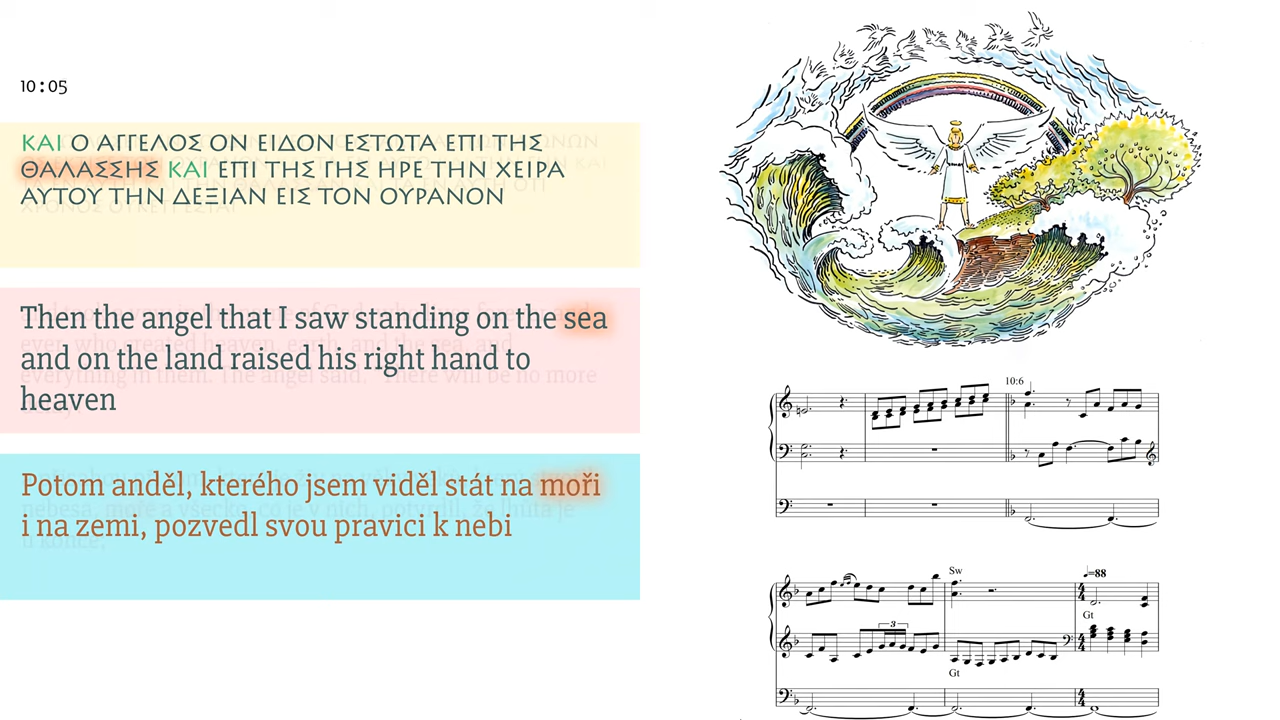 10:05
ΚΑΙ Ο ΑΓΓΕΛΟΣ ΟΝ ΕΙΔΟΝ ΕΣΤΩΤΑ ΕΠΙ ΤΗΣ
ΘΑΛΑΣΣΗΣ ΚΑΙ ΕΠΙ ΤΗΣ ΓΗΣ ΗΡΕ ΤΗΝ ΧΕΙΡΑ
ΑΥΤΟΥ ΤΗΝ ΔΕΞΙΑΝ ΕΙΣ ΤΟΝ ΟΥΡΑΝΟΝ
Then the angel that I saw standing on the sea
and on the land raised his right hand to
heaven
Potom anděl, kterého jsem viděl stát na moři
i na zemi, pozvedl svou pravici k nebi
10:6
Sw
♩=88
Gt
3
Gt